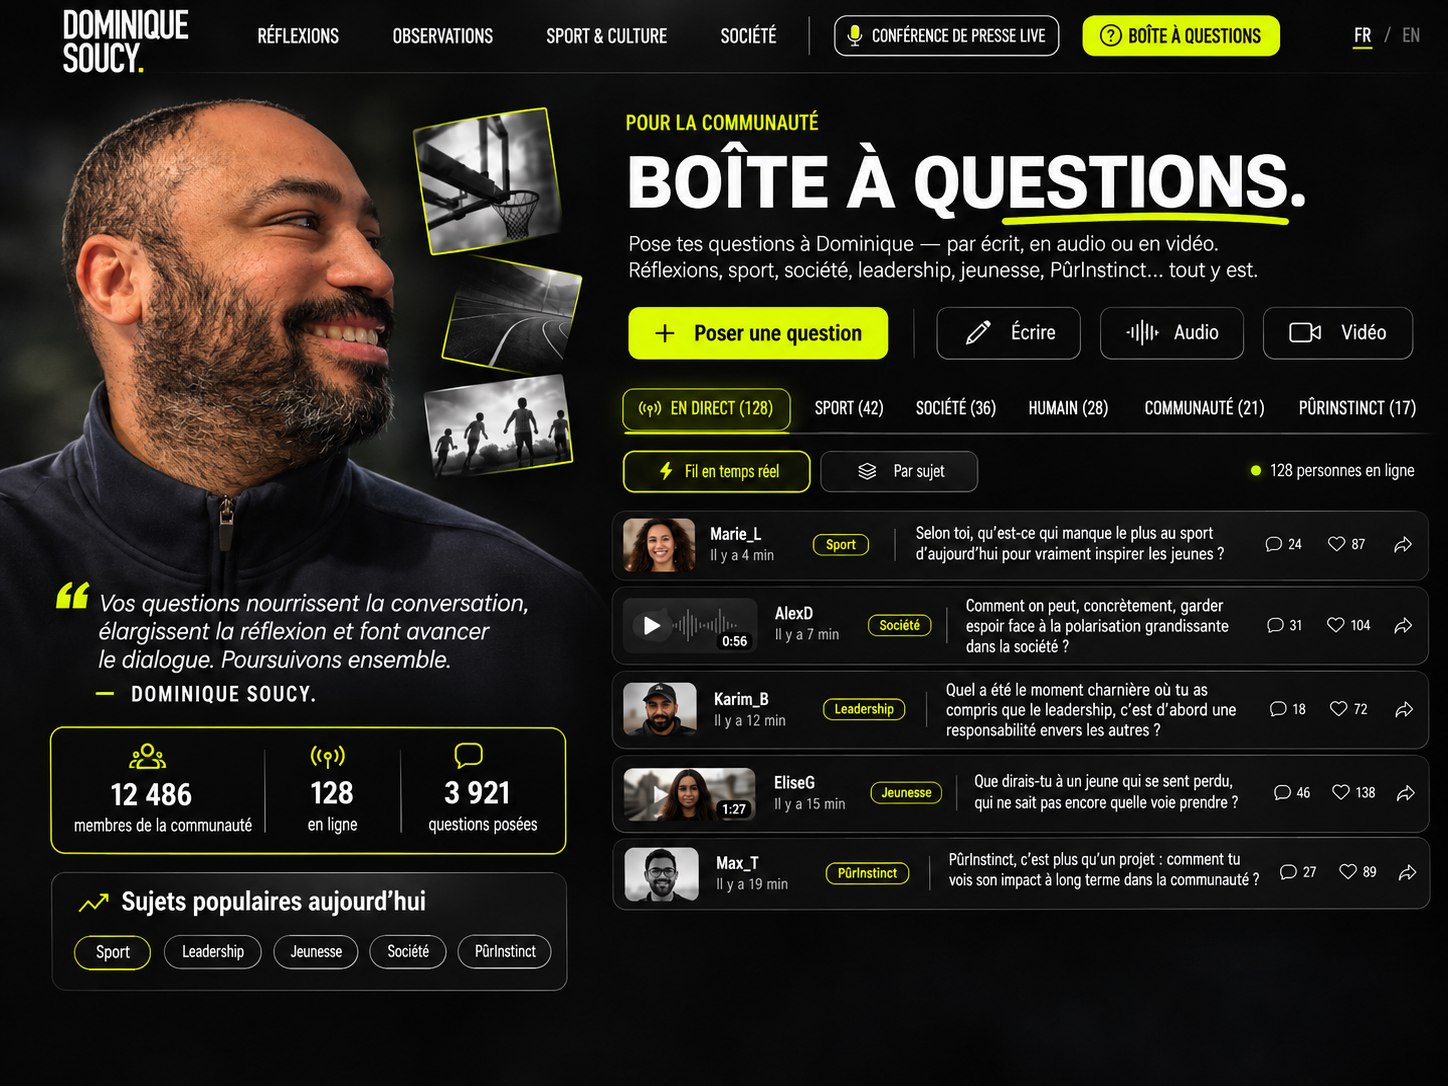 DOMINIQUE
SOUCY.
RÉFLEXIONS
OBSERVATIONS
SPORT & CULTURE
SOCIÉTÉ
CONFÉRENCE DE PRESSE LIVE
BOÎTE À QUESTIONS
FR / EN
POUR LA COMMUNAUTÉ
BOÎTE À QUESTIONS.
Pose tes questions à Dominique — par écrit, en audio ou en vidéo.
Réflexions, sport, société, leadership, jeunesse, PûrInstinct... tout y est.
+ Poser une question
Écrire
Audio
Vidéo
EN DIRECT (128)
SPORT (42)
SOCIÉTÉ (36)
HUMAIN (28)
COMMUNAUTÉ (21)
PÛRINSTINCT (17)
Fil en temps réel
Par sujet
128 personnes en ligne
Marie_L
Il y a 4 min
Sport
Selon toi, qu'est-ce qui manque le plus au sport
d'aujourd'hui pour vraiment inspirer les jeunes ?
24
87
0:56
AlexD
Il y a 7 min
Société
Comment on peut, concrètement, garder
espoir face à la polarisation grandissante
dans la société ?
31
104
Karim_B
Il y a 12 min
Leadership
Quel a été le moment charnière où tu as
compris que le leadership, c'est d'abord une
responsabilité envers les autres ?
18
72
1:27
EliseG
Il y a 15 min
Jeunesse
Que dirais-tu à un jeune qui se sent perdu,
qui ne sait pas encore quelle voie prendre ?
46
138
Max_T
Il y a 19 min
PûrInstinct
PûrInstinct, c'est plus qu'un projet : comment tu
vois son impact à long terme dans la communauté ?
27
89
“ Vos questions nourrissent la conversation,
élargissent la réflexion et font avancer
le dialogue. Poursuivons ensemble.
— DOMINIQUE SOUCY.
12 486
membres de la communauté
128
en ligne
3 921
questions posées
Sujets populaires aujourd'hui
Sport
Leadership
Jeunesse
Société
PûrInstinct